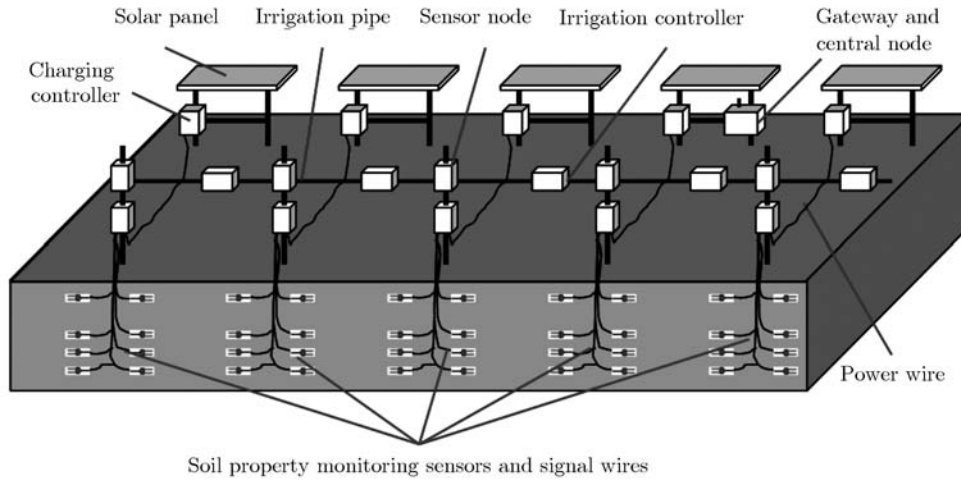 Solar panel
Irrigation pipe
Sensor node
Irrigation controller
Gateway and
central node
Charging
controller
Power wire
Soil property monitoring sensors and signal wires